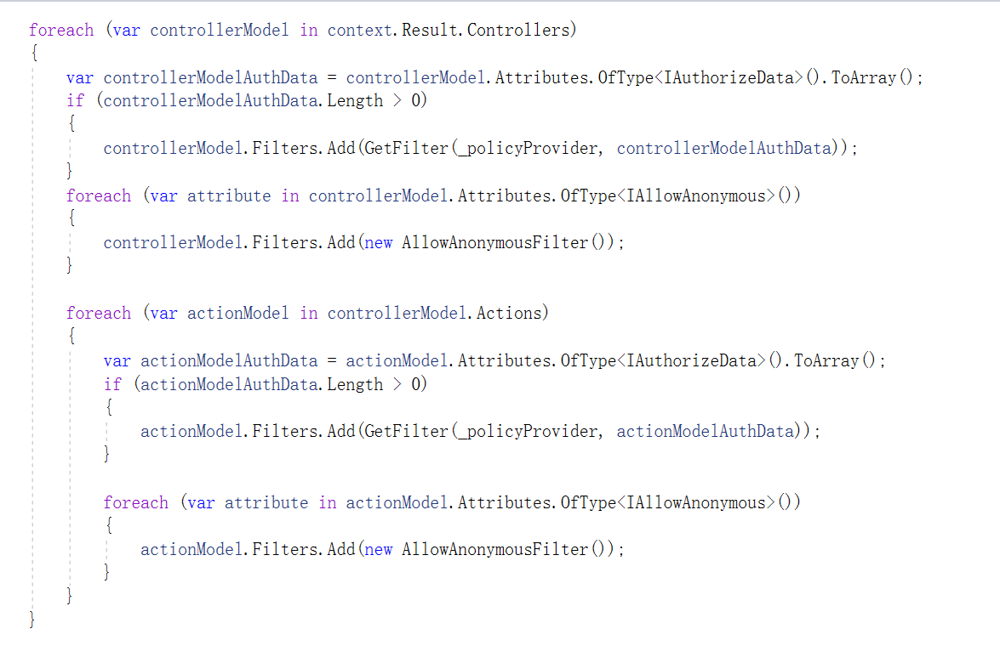 foreach (var controllerModel in context.Result.Controllers)
{
    var controllerModelAuthData = controllerModel.Attributes.OfType<IAuthorizeData>().ToArray();
    if (controllerModelAuthData.Length > 0)
    {
        controllerModel.Filters.Add(GetFilter(_policyProvider, controllerModelAuthData));
    }
    foreach (var attribute in controllerModel.Attributes.OfType<IAllowAnonymous>())
    {
        controllerModel.Filters.Add(new AllowAnonymousFilter());
    }

    foreach (var actionModel in controllerModel.Actions)
    {
        var actionModelAuthData = actionModel.Attributes.OfType<IAuthorizeData>().ToArray();
        if (actionModelAuthData.Length > 0)
        {
            actionModel.Filters.Add(GetFilter(_policyProvider, actionModelAuthData));
        }

        foreach (var attribute in actionModel.Attributes.OfType<IAllowAnonymous>())
        {
            actionModel.Filters.Add(new AllowAnonymousFilter());
        }
    }
}